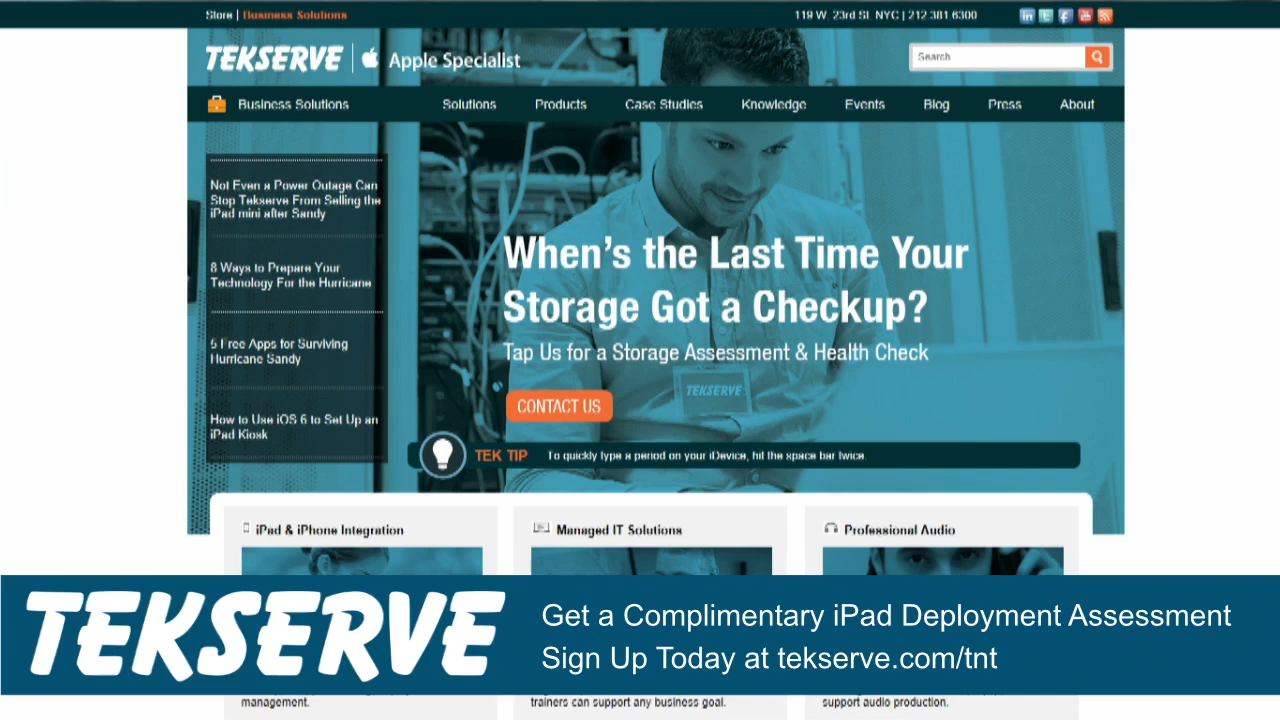 Store | Business Solutions
119 W. 23rd St. NYC | 212.381.6300
TEKSERVE
Apple Specialist
Search
Business Solutions
Solutions
Products
Case Studies
Knowledge
Events
Blog
Press
About
Not Even a Power Outage Can
Stop Tekserve From Selling the
iPad mini after Sandy
8 Ways to Prepare Your
Technology For the Hurricane
5 Free Apps for Surviving
Hurricane Sandy
How to Use iOS 6 to Set Up an
iPad Kiosk
When's the Last Time Your
Storage Got a Checkup?
Tap Us for a Storage Assessment & Health Check
TEKSERVE
CONTACT US
TEK TIP
To quickly type a period on your iDevice, hit the space bar twice.
iPad & iPhone Integration
Managed IT Solutions
Professional Audio
TEKSERVE
Get a Complimentary iPad Deployment Assessment
Sign Up Today at tekserve.com/tnt
management.
trainers can support any business goal.
support audio production.